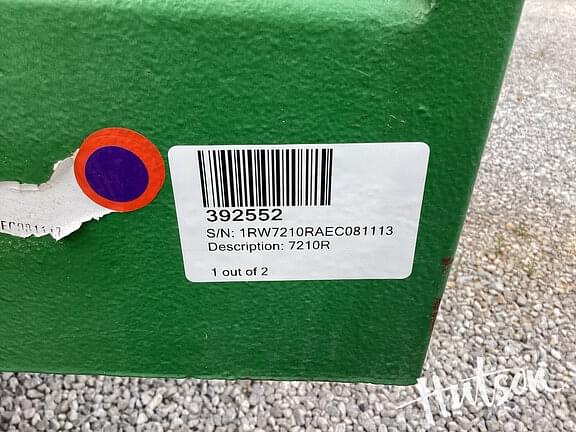 392552
S/N: 1RW7210RAEC081113
Description: 7210R
1 out of 2
Hutson